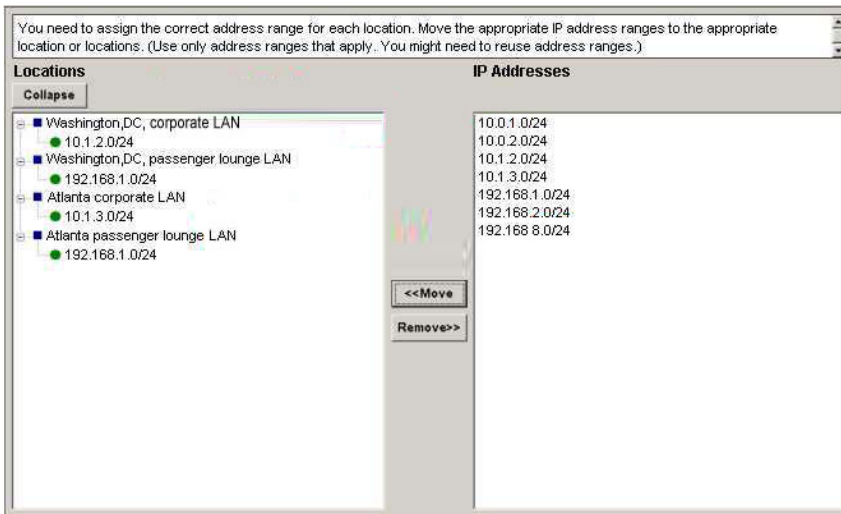 You need to assign the correct address range for each location. Move the appropriate IP address ranges to the appropriate
location or locations. (Use only address ranges that apply. You might need to reuse address ranges.)
Locations
IP Addresses
Collapse
Washington,DC, corporate LAN
10.1.2.0/24
Washington,DC, passenger lounge LAN
192.168.1.0/24
Atlanta corporate LAN
10.1.3.0/24
Atlanta passenger lounge LAN
192.168.1.0/24
<<Move
Remove>>
10.0.1.0/24
10.0.2.0/24
10.1.2.0/24
10.1.3.0/24
192.168.1.0/24
192.168.2.0/24
192.168 8.0/24